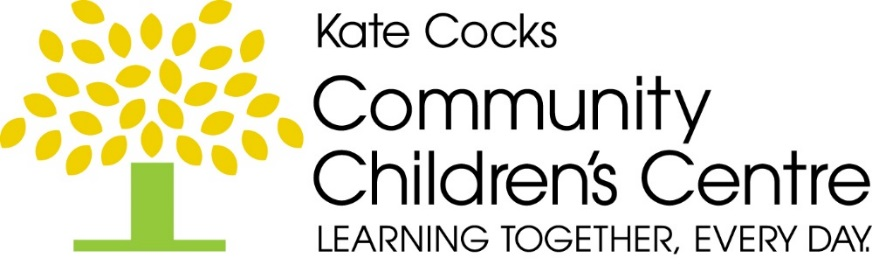 Kate Cocks
Community
Children's Centre
LEARNING TOGETHER, EVERY DAY.